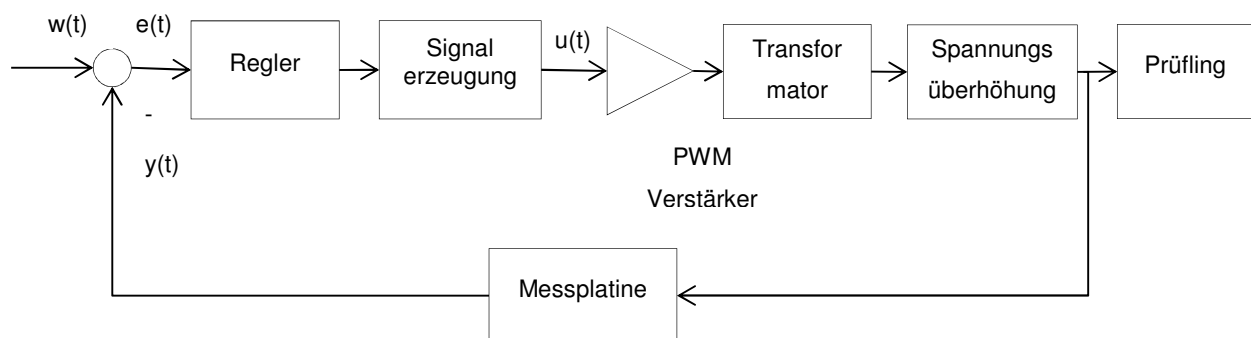 w(t)
e(t)
Regler
Signal
erzeugung
u(t)
Transfor
mator
Spannungs
überhöhung
Prüfling
-
y(t)
PWM
Verstärker
Messplatine